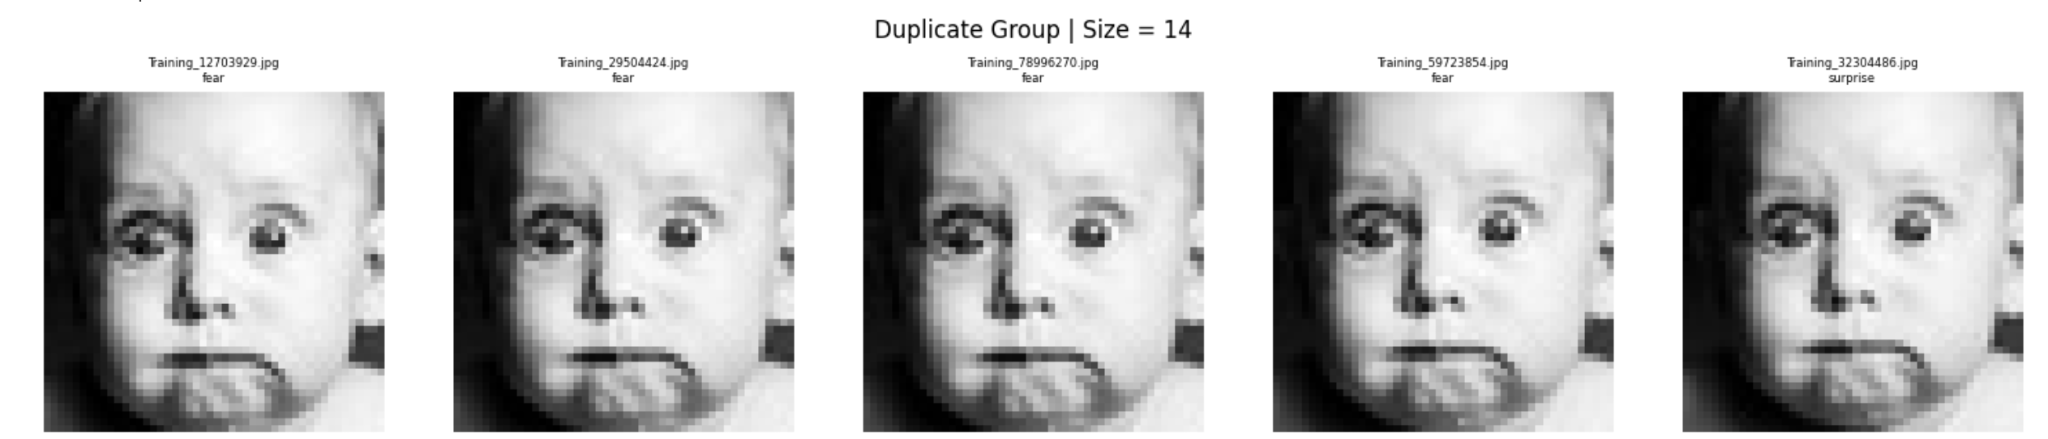 Duplicate Group | Size = 14
Training_12703929.jpg
fear
Training_29504424.jpg
fear
Training_78996270.jpg
fear
Training_59723854.jpg
fear
Training_32304486.jpg
surprise